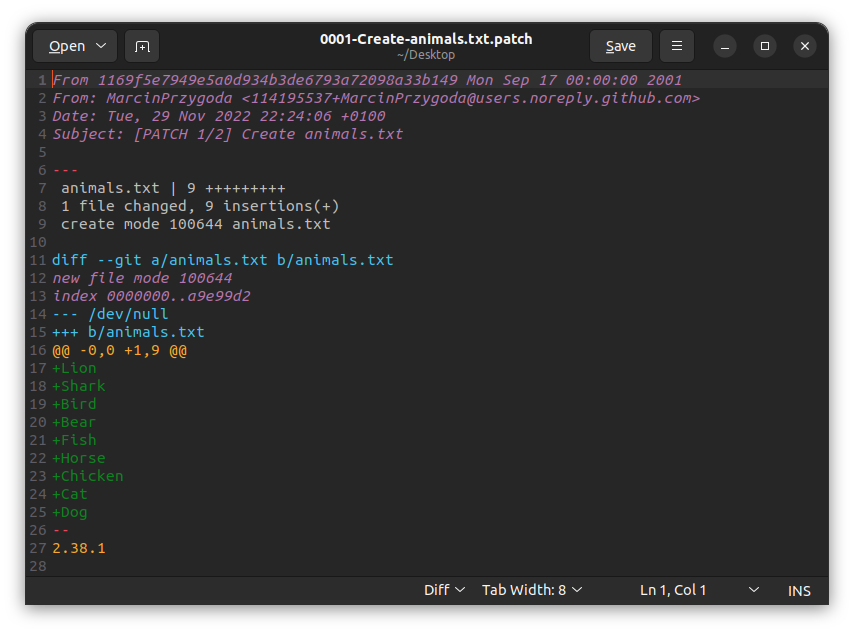 Open
0001-Create-animals.txt.patch
~/Desktop
Save
1 From 1169f5e7949e5a0d934b3de6793a72098a33b149 Mon Sep 17 00:00:00 2001
2 From: MarcinPrzygoda <114195537+MarcinPrzygoda@users.noreply.github.com>
3 Date: Tue, 29 Nov 2022 22:24:06 +0100
4 Subject: [PATCH 1/2] Create animals.txt
5
6 ---
7  animals.txt | 9 +++++++++
8  1 file changed, 9 insertions(+)
9  create mode 100644 animals.txt
10
11 diff --git a/animals.txt b/animals.txt
12 new file mode 100644
13 index 0000000..a9e99d2
14 --- /dev/null
15 +++ b/animals.txt
16 @@ -0,0 +1,9 @@
17 +Lion
18 +Shark
19 +Bird
20 +Bear
21 +Fish
22 +Horse
23 +Chicken
24 +Cat
25 +Dog
26 --
27 2.38.1
28
Diff Tab Width: 8 Ln 1, Col 1 INS